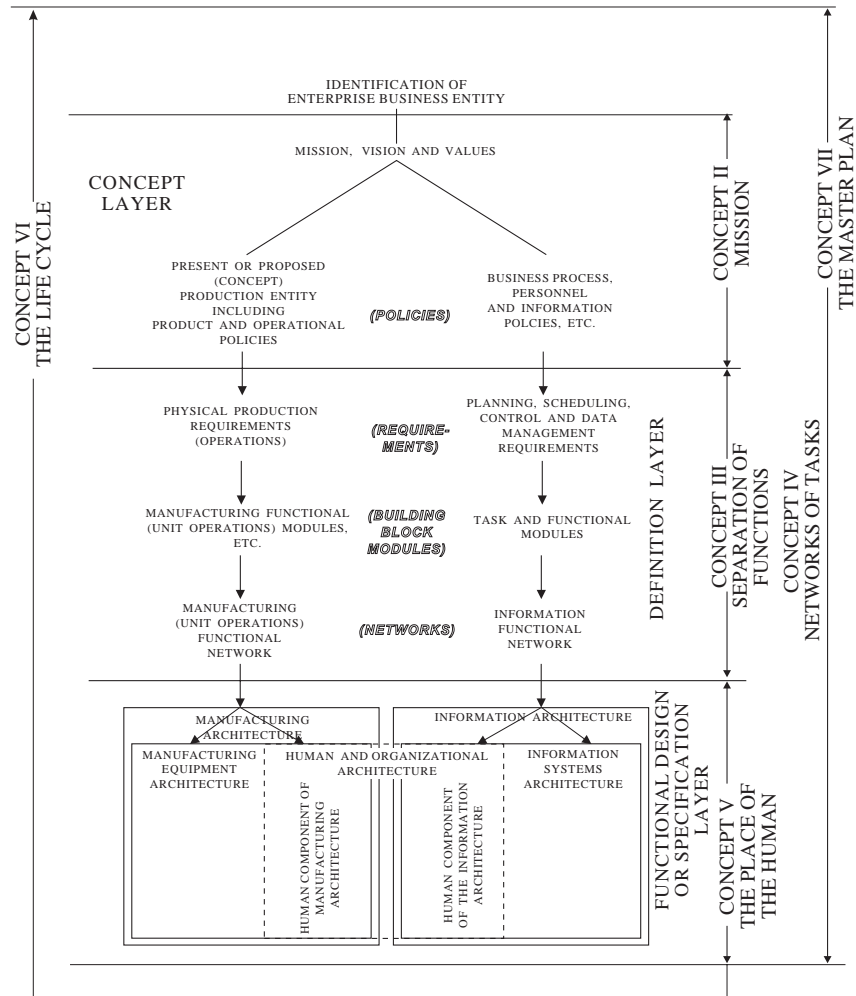 IDENTIFICATION OF
ENTERPRISE BUSINESS ENTITY
MISSION, VISION AND VALUES
CONCEPT
LAYER
PRESENT OR PROPOSED
(CONCEPT)
PRODUCTION ENTITY
INCLUDING
PRODUCT AND OPERATIONAL
POLICIES
(POLICIES)
BUSINESS PROCESS,
PERSONNEL
AND INFORMATION
POLCIES, ETC.
PHYSICAL PRODUCTION
REQUIREMENTS
(OPERATIONS)
(REQUIRE-
MENTS)
PLANNING, SCHEDULING,
CONTROL AND DATA
MANAGEMENT
REQUIREMENTS
MANUFACTURING FUNCTIONAL
(UNIT OPERATIONS) MODULES,
ETC.
(BUILDING
BLOCK
MODULES)
TASK AND FUNCTIONAL
MODULES
MANUFACTURING
(UNIT OPERATIONS)
FUNCTIONAL
NETWORK
(NETWORKS)
INFORMATION
FUNCTIONAL
NETWORK
MANUFACTURING
ARCHITECTURE
INFORMATION ARCHITECTURE
MANUFACTURING
EQUIPMENT
ARCHITECTURE
HUMAN AND ORGANIZATIONAL
ARCHITECTURE
INFORMATION
SYSTEMS
ARCHITECTURE
HUMAN COMPONENT OF
MANUFACTURING
ARCHITECTURE
HUMAN COMPONENT
OF THE INFORMATION
ARCHITECTURE
CONCEPT VI
THE LIFE CYCLE
DEFINITION LAYER
FUNCTIONAL DESIGN
OR SPECIFICATION
LAYER
CONCEPT II
MISSION
CONCEPT III
SEPARATION OF
FUNCTIONS
CONCEPT V
THE PLACE OF
THE HUMAN
CONCEPT IV
NETWORKS OF TASKS
CONCEPT VII
THE MASTER PLAN